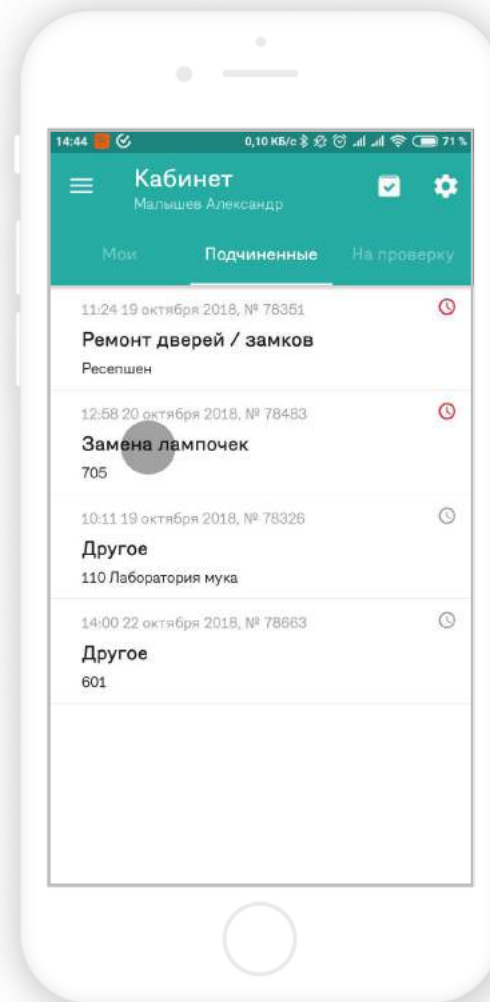 14:44 0,10 КБ/с 71 %
Кабинет
Малышев Александр
Мои Подчиненные На проверку
11:24 19 октября 2018, № 78351
Ремонт дверей / замков
Ресепшен
12:58 20 октября 2018, № 78483
Замена лампочек
705
10:11 19 октября 2018, № 78326
Другое
110 Лаборатория мука
14:00 22 октября 2018, № 78663
Другое
601